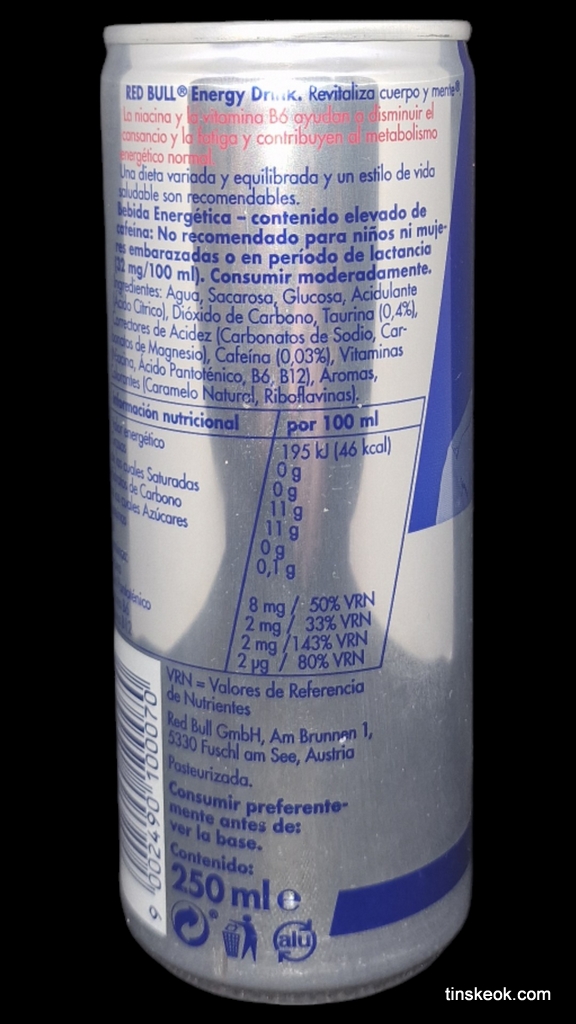 RED BULL® Energy Drink. Revitaliza cuerpo y mente®.
La niacina y la vitamina B6 ayudan a disminuir el
cansancio y la fatiga y contribuyen al metabolismo
energético normal.
Una dieta variada y equilibrada y un estilo de vida
saludable son recomendables.
Bebida Energética – contenido elevado de
cafeína: No recomendado para niños ni muje-
res embarazadas o en período de lactancia
(32 mg/100 ml). Consumir moderadamente.
Ingredientes: Agua, Sacarosa, Glucosa, Acidulante
(Ácido Cítrico), Dióxido de Carbono, Taurina (0,4%),
Correctores de Acidez (Carbonatos de Sodio, Car-
de Magnesio), Cafeína (0,03%), Vitaminas
Ácido Pantoténico, B6, B12), Aromas,
(Caramelo Natural, Riboflavinas).
Información nutricional por 100 ml
energético 195 kJ (46 kcal)
0 g
Saturadas 0 g
de Carbono 11 g
Azúcares 11 g
0 g
0,1 g
8 mg / 50% VRN
2 mg / 33% VRN
2 mg /143% VRN
2 µg / 80% VRN
VRN = Valores de Referencia
de Nutrientes
Red Bull GmbH, Am Brunnen 1,
5330 Fuschl am See, Austria
Pasteurizada.
Consumir preferente-
mente antes de:
ver la base.
Contenido:
250 ml e
alu
9 002490 100070
tinskeok.com